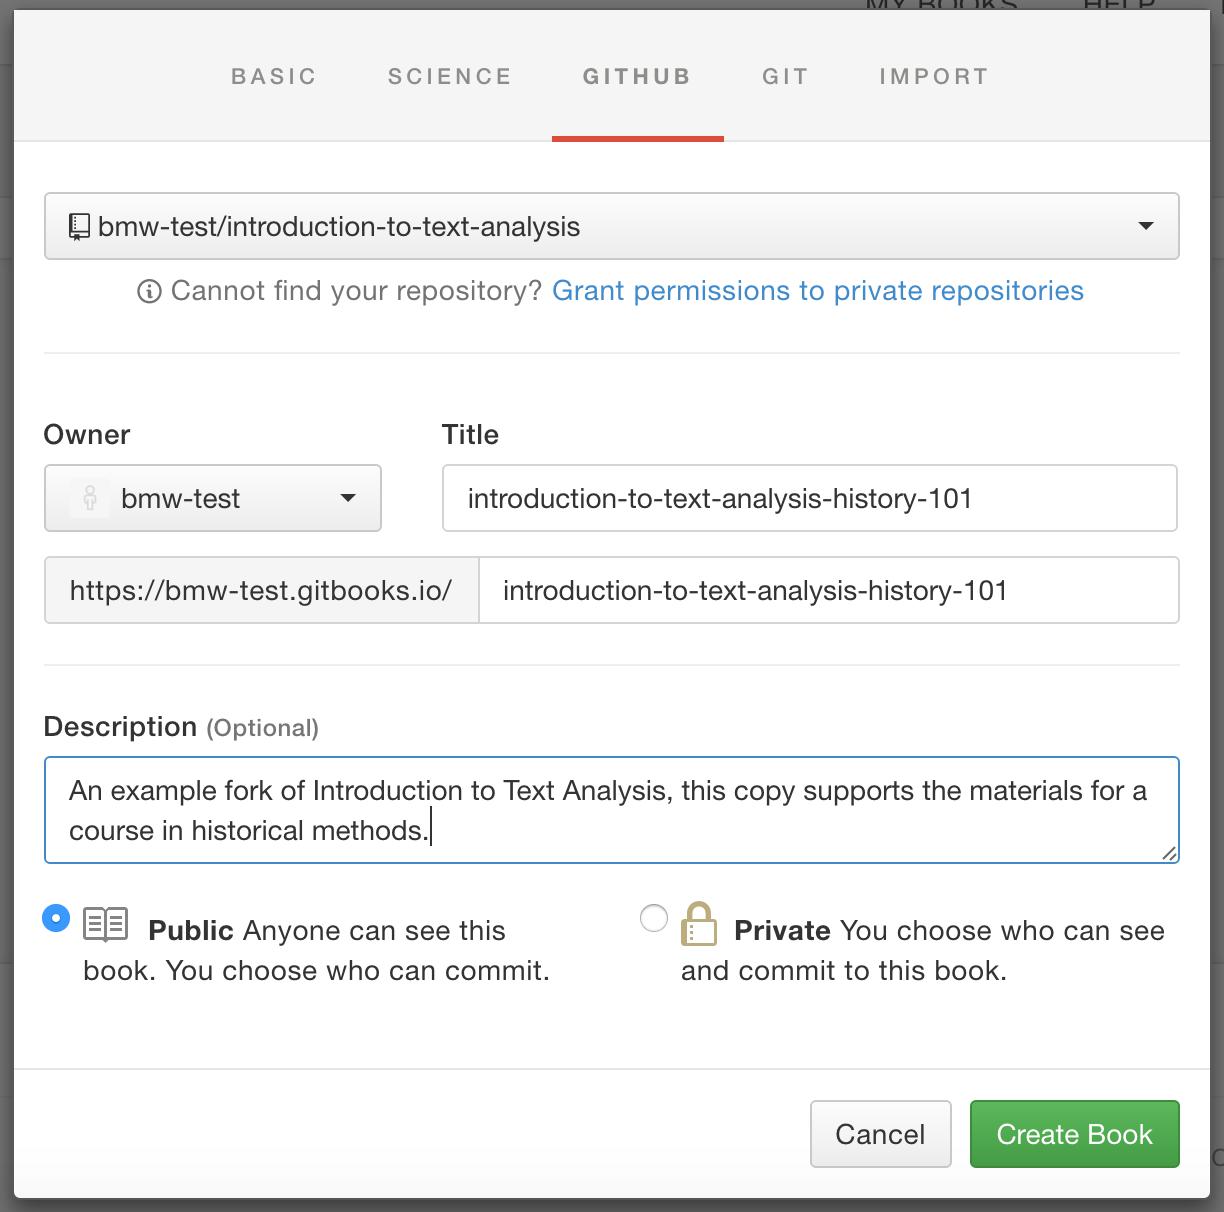 MY BOOKS HELP
BASIC SCIENCE GITHUB GIT IMPORT
bmw-test/introduction-to-text-analysis
Cannot find your repository? Grant permissions to private repositories
Owner Title
bmw-test introduction-to-text-analysis-history-101
https://bmw-test.gitbooks.io/ introduction-to-text-analysis-history-101
Description (Optional)
An example fork of Introduction to Text Analysis, this copy supports the materials for a
course in historical methods.
Public Anyone can see this
book. You choose who can commit.
Private You choose who can see
and commit to this book.
Cancel Create Book